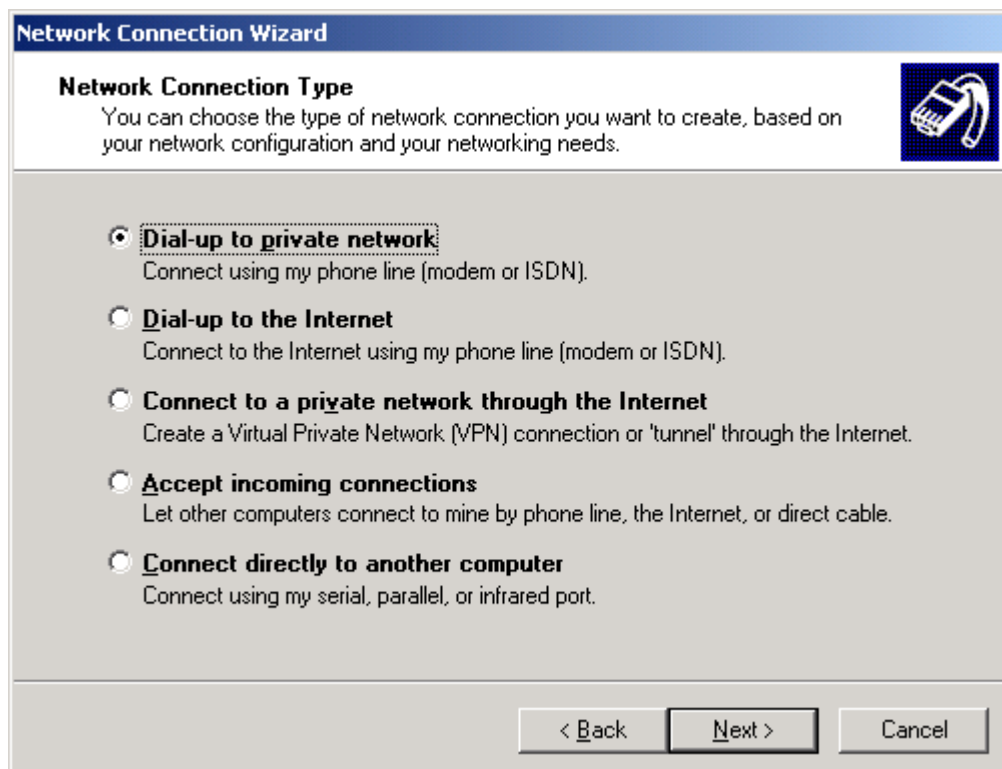 Network Connection Wizard
Network Connection Type
You can choose the type of network connection you want to create, based on
your network configuration and your networking needs.
Dial-up to private network
Connect using my phone line (modem or ISDN).
Dial-up to the Internet
Connect to the Internet using my phone line (modem or ISDN).
Connect to a private network through the Internet
Create a Virtual Private Network (VPN) connection or 'tunnel' through the Internet.
Accept incoming connections
Let other computers connect to mine by phone line, the Internet, or direct cable.
Connect directly to another computer
Connect using my serial, parallel, or infrared port.
< Back Next > Cancel